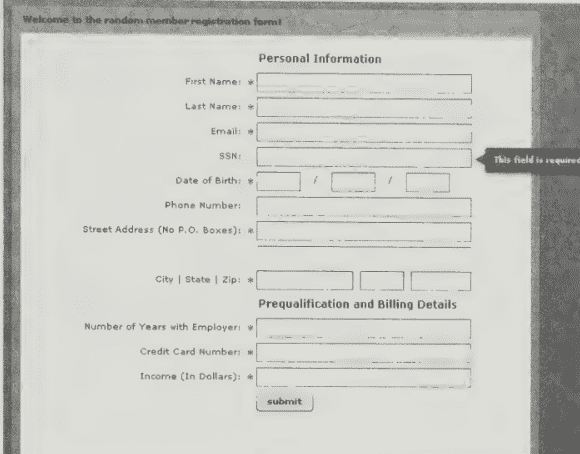 Welcome to the random member registration form!
Personal Information
First Name: *
Last Name: *
Email: *
SSN:
This field is required
Date of Birth: * / /
Phone Number:
Street Address (No P.O. Boxes): *
City | State | Zip: *
Prequalification and Billing Details
Number of Years with Employer: *
Credit Card Number: *
Income (In Dollars): *
submit